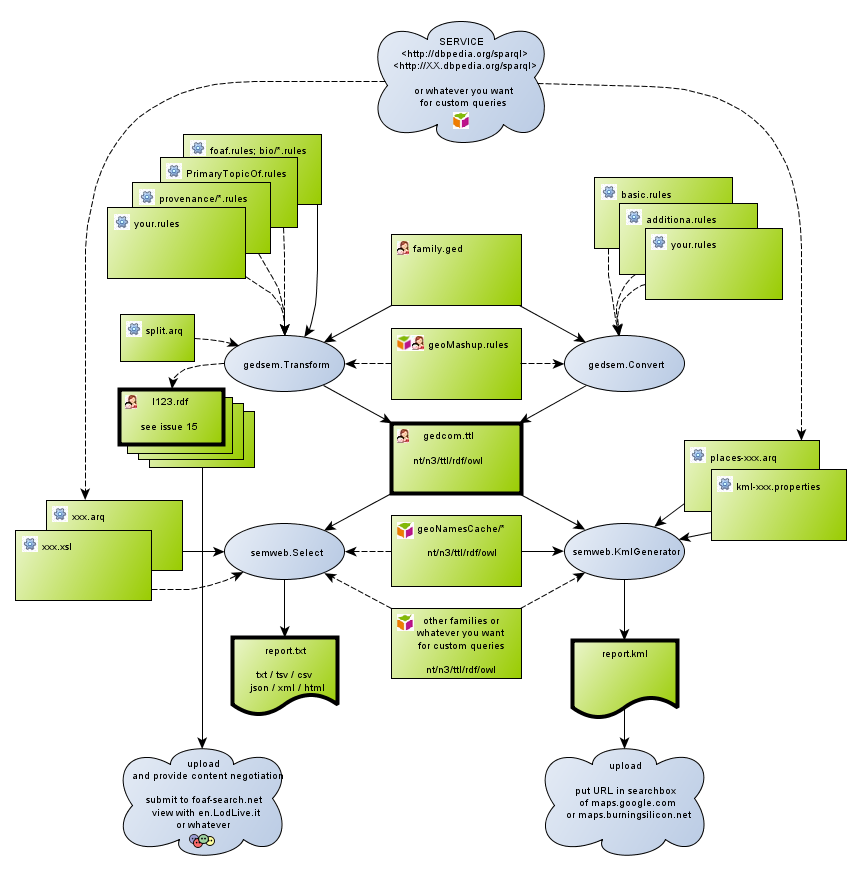 SERVICE
<http://dbpedia.org/sparql>
<http://XX.dbpedia.org/sparql>
or whatever you want
for custom queries
foaf.rules; bio/*.rules
PrimaryTopicOf.rules
provenance/*.rules
your.rules
basic.rules
additiona.rules
your.rules
family.ged
split.arq
gedsem.Transform
geoMashup.rules
gedsem.Convert
I123.rdf
see issue 15
gedcom.ttl
nt/n3/ttl/rdf/owl
places-xxx.arq
kml-xxx.properties
xxx.arq
xxx.xsl
semweb.Select
geoNamesCache/*
nt/n3/ttl/rdf/owl
semweb.KmlGenerator
other families or
whatever you want
for custom queries
nt/n3/ttl/rdf/owl
report.txt
txt / tsv / csv
json / xml / html
report.kml
upload
and provide content negotiation
submit to foaf-search.net
view with en.LodLive.it
or whatever
upload
put URL in searchbox
of maps.google.com
or maps.burningsilicon.net